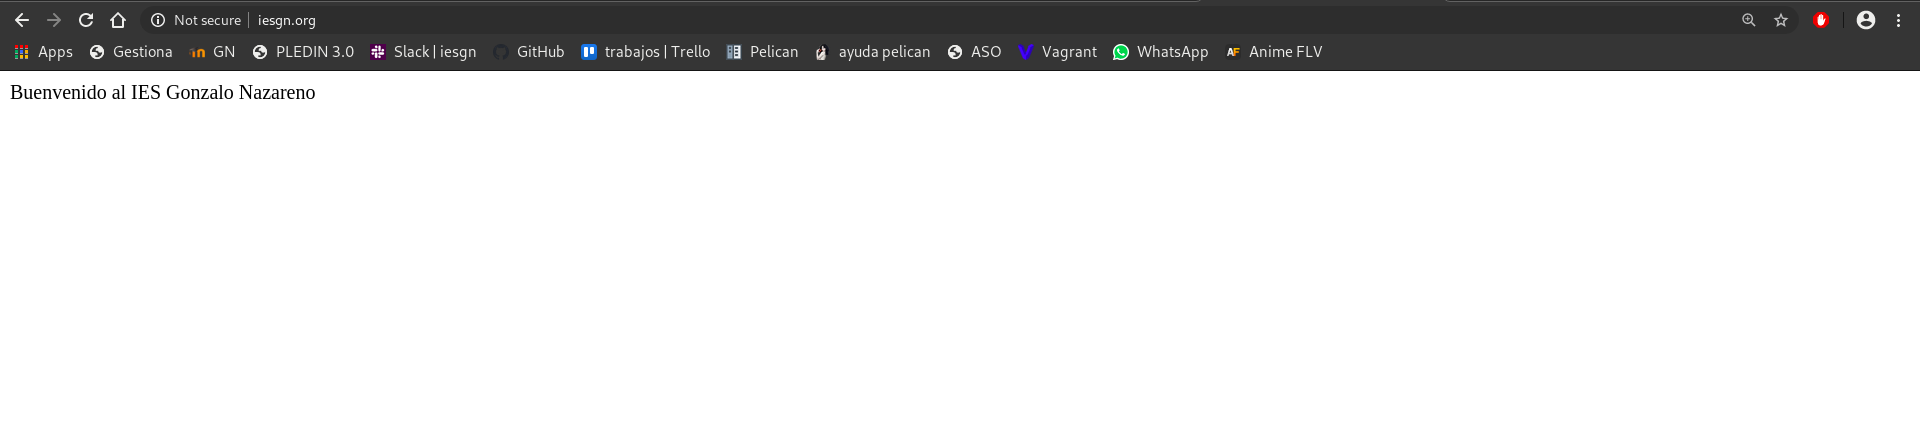 Not secure | iesgn.org
Apps Gestiona GN PLEDIN 3.0 Slack | iesgn GitHub trabajos | Trello Pelican ayuda pelican ASO Vagrant WhatsApp AF Anime FLV
Buenvenido al IES Gonzalo Nazareno